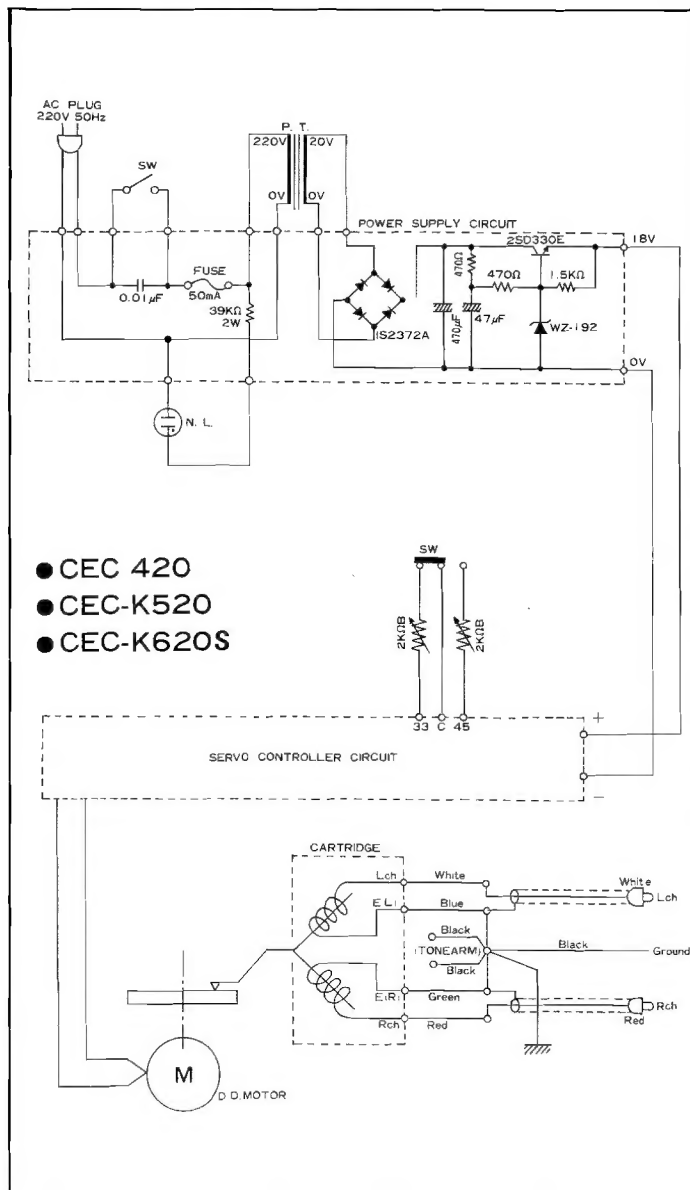 AC PLUG
220V 50Hz
P. T.
220V
20V
SW
0V
0V
POWER SUPPLY CIRCUIT
2SD330E
18V
470Ω
470Ω
1.5KΩ
FUSE
0.01μF
50mA
39KΩ
2W
1S2372A
470μF
47μF
WZ-192
0V
N. L.
SW
● CEC 420
● CEC-K520
● CEC-K620S
2KΩB
2KΩB
33 C 45
+
SERVO CONTROLLER CIRCUIT
−
CARTRIDGE
Lch
White
White
Lch
E(L)
Blue
Black
(TONEARM)
Black
Ground
Black
E(R)
Green
Rch
Red
Rch
Red
M
D.D.MOTOR